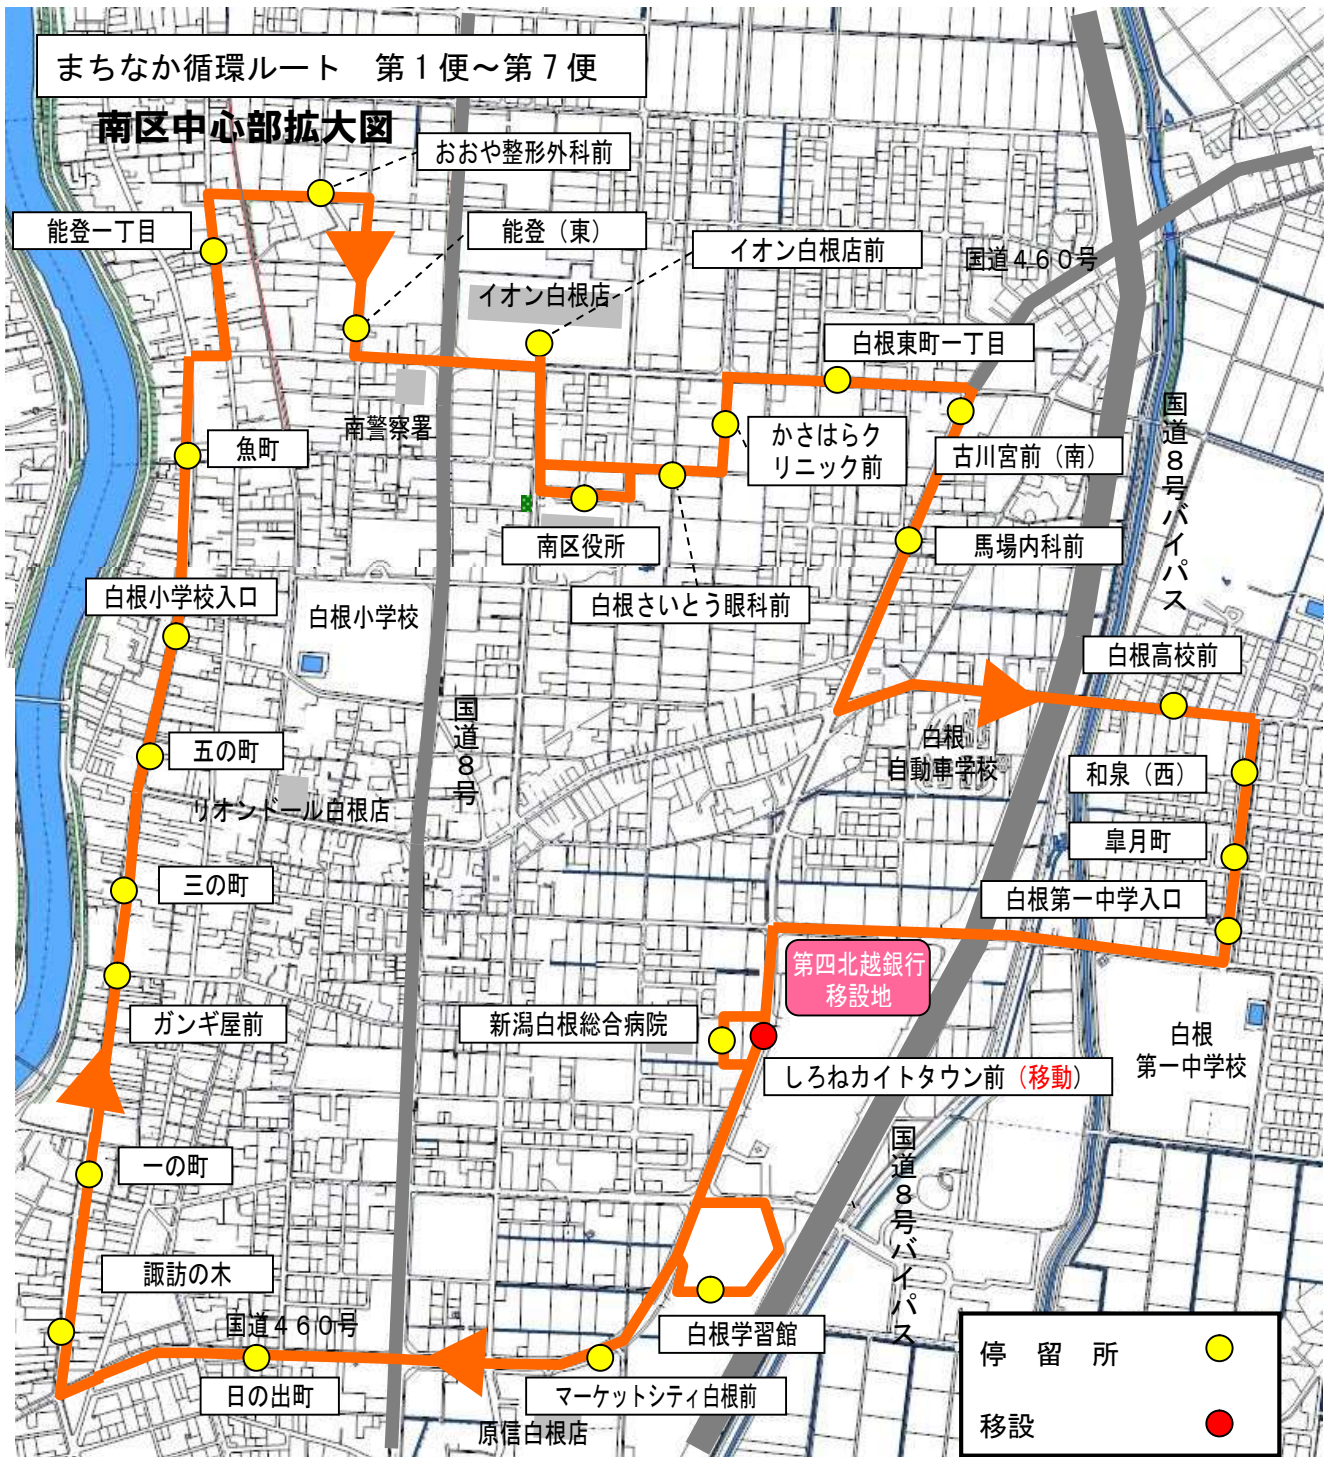 まちなか循環ルート　第１便～第７便
南区中心部拡大図
おおや整形外科前
能登一丁目
能登（東）
イオン白根店前
国道４６０号
イオン白根店
白根東町一丁目
国道８号バイパス
南警察署
魚町
かさはらク
リニック前
古川宮前（南）
南区役所
馬場内科前
白根小学校入口
白根小学校
白根さいとう眼科前
白根高校前
国道８号
五の町
白根
自動車学校
和泉（西）
リオンドール白根店
皐月町
三の町
白根第一中学入口
第四北越銀行
移設地
ガンギ屋前
新潟白根総合病院
白根
第一中学校
しろねカイトタウン前（移動）
国道８号バイパス
一の町
諏訪の木
国道４６０号
白根学習館
日の出町
マーケットシティ白根前
原信白根店
停　留　所
移設